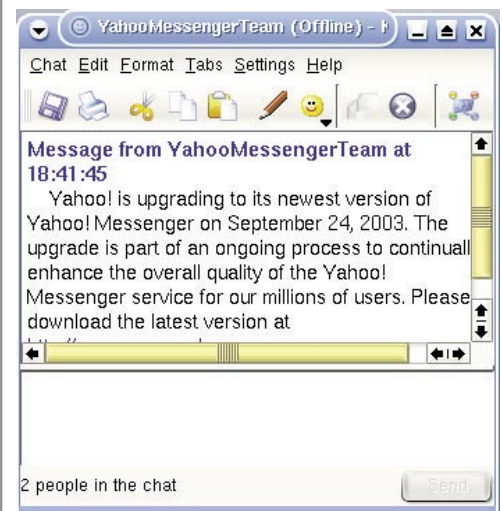 YahooMessengerTeam (Offline) -
Chat Edit Format Tabs Settings Help
Message from YahooMessengerTeam at
18:41:45
Yahoo! is upgrading to its newest version of
Yahoo! Messenger on September 24, 2003. The
upgrade is part of an ongoing process to continuall
enhance the overall quality of the Yahoo!
Messenger service for our millions of users. Please
download the latest version at
2 people in the chat
Send